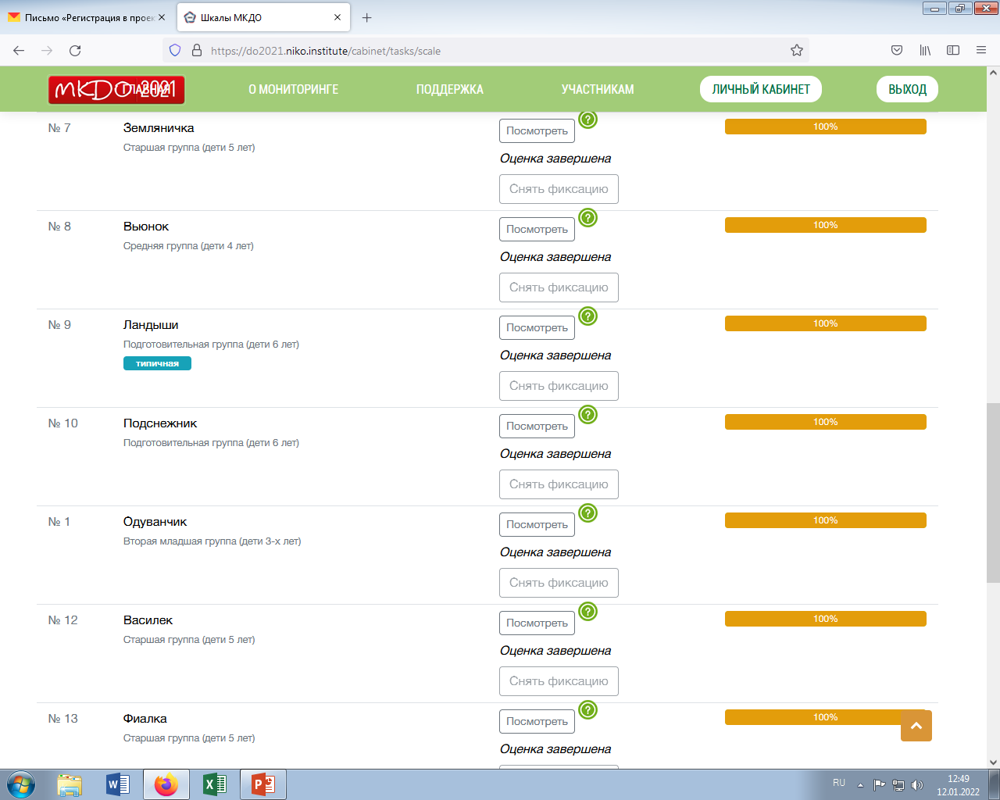 Письмо «Регистрация в проек
Шкалы МКДО
https://do2021.niko.institute/cabinet/tasks/scale
МКДО 2021
ГЛАВНАЯ
О МОНИТОРИНГЕ
ПОДДЕРЖКА
УЧАСТНИКАМ
ЛИЧНЫЙ КАБИНЕТ
ВЫХОД
№ 7
Земляничка
Посмотреть
?
100%
Старшая группа (дети 5 лет)
Оценка завершена
Снять фиксацию
№ 8
Вьюнок
Посмотреть
?
100%
Средняя группа (дети 4 лет)
Оценка завершена
Снять фиксацию
№ 9
Ландыши
Посмотреть
?
100%
Подготовительная группа (дети 6 лет)
типичная
Оценка завершена
Снять фиксацию
№ 10
Подснежник
Посмотреть
?
100%
Подготовительная группа (дети 6 лет)
Оценка завершена
Снять фиксацию
№ 1
Одуванчик
Посмотреть
?
100%
Вторая младшая группа (дети 3-х лет)
Оценка завершена
Снять фиксацию
№ 12
Василек
Посмотреть
?
100%
Старшая группа (дети 5 лет)
Оценка завершена
Снять фиксацию
№ 13
Фиалка
Посмотреть
?
100%
Старшая группа (дети 5 лет)
Оценка завершена
RU
12:49
12.01.2022